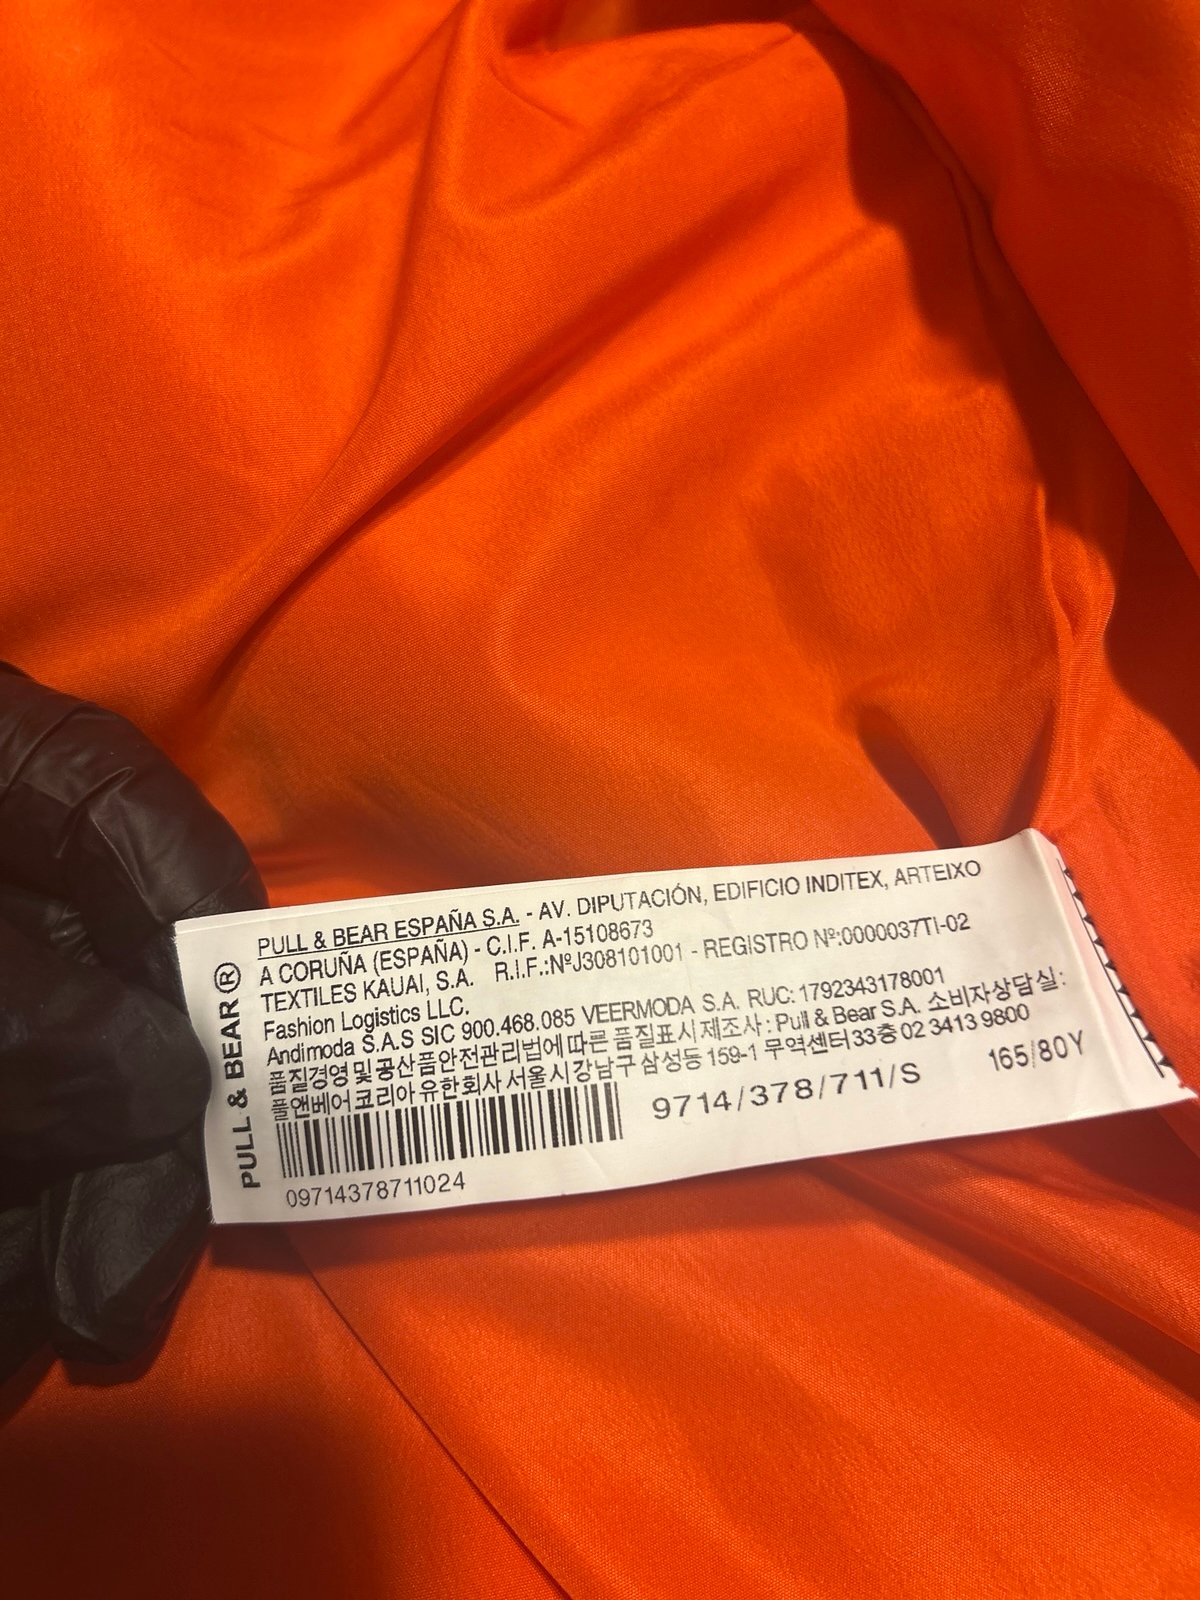 PULL & BEAR ®
PULL & BEAR ESPAÑA S.A. - AV. DIPUTACIÓN, EDIFICIO INDITEX, ARTEIXO
A CORUÑA (ESPAÑA) - C.I.F. A-15108673
TEXTILES KAUAI, S.A. R.I.F.:NºJ308101001 - REGISTRO Nº:0000037TI-02
Fashion Logistics LLC.
Andimoda S.A.S SIC 900.468.085 VEERMODA S.A. RUC: 1792343178001
품질경영 및 공산품안전관리법에 따른 품질표시 제조사 : Pull & Bear S.A. 소비자상담실:
풀앤베어 코리아 유한회사 서울시 강남구 삼성동 159-1 무역센터 33층 02 3413 9800
9714/378/711/S 165/80Y
09714378711024